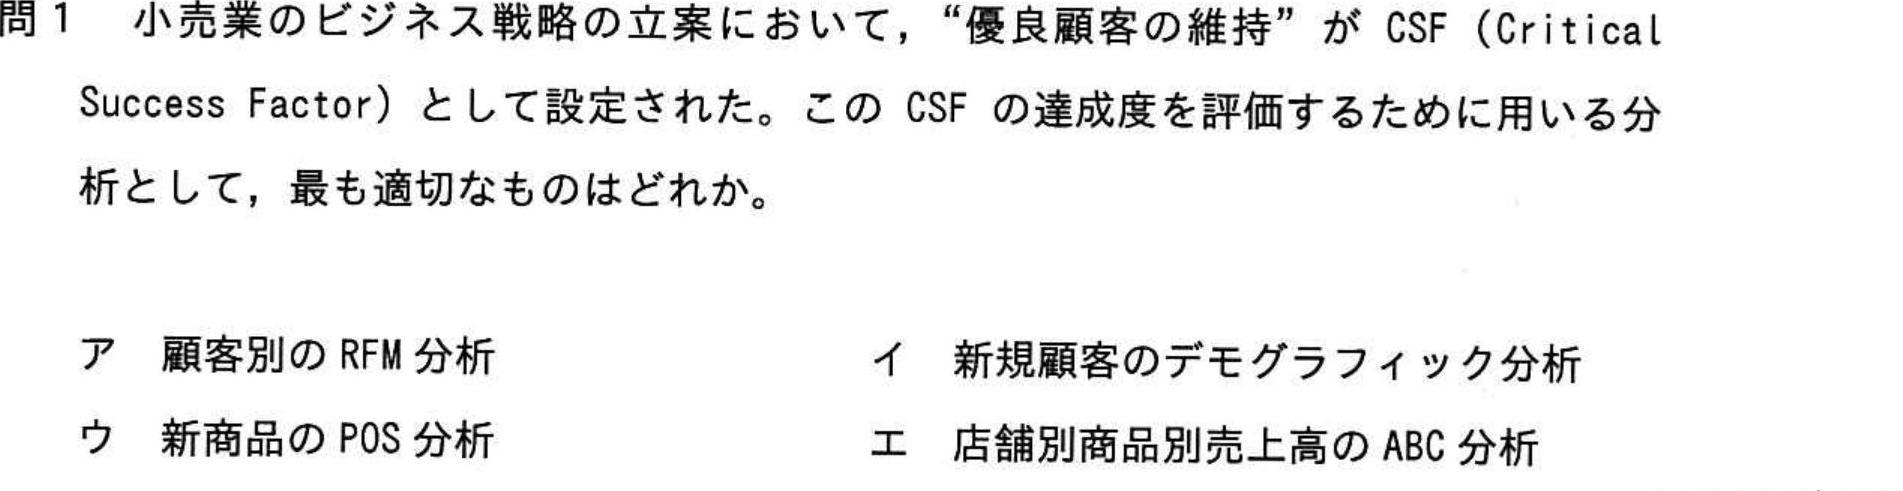 問1 小売業のビジネス戦略の立案において，“優良顧客の維持”が CSF (Critical
Success Factor) として設定された。この CSF の達成度を評価するために用いる分
析として，最も適切なものはどれか。
ア 顧客別の RFM 分析 イ 新規顧客のデモグラフィック分析
ウ 新商品の POS 分析 エ 店舗別商品別売上高の ABC 分析